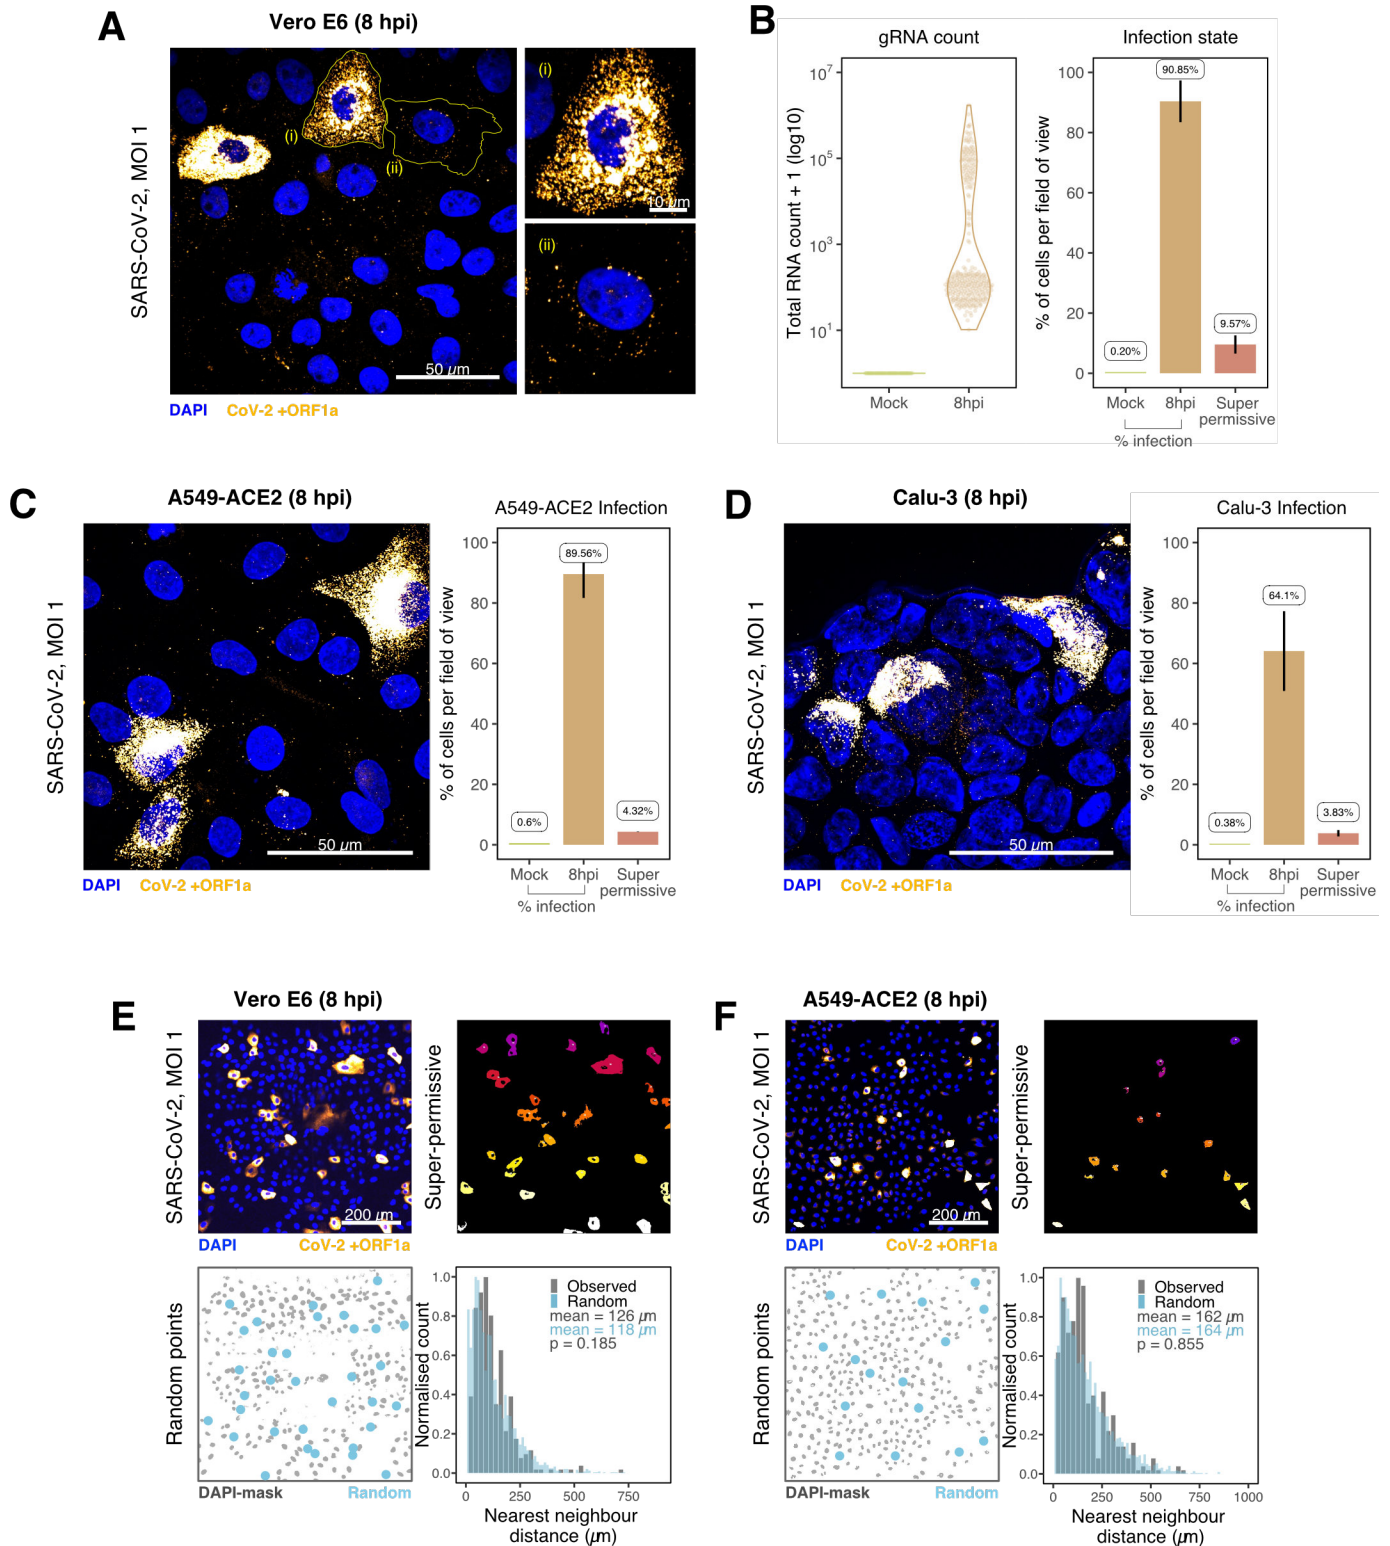 A
Vero E6 (8 hpi)
SARS-CoV-2, MOI 1
(i)
(ii)
(i)
10 µm
(ii)
50 µm
DAPI CoV-2 +ORF1a
B
gRNA count
Total RNA count + 1 (log10)
10⁷
10⁵
10³
10¹
Mock 8hpi
Infection state
% of cells per field of view
100
80
60
40
20
0
90.85%
9.57%
0.20%
Mock 8hpi Super permissive
% infection
C
A549-ACE2 (8 hpi)
SARS-CoV-2, MOI 1
50 µm
DAPI CoV-2 +ORF1a
A549-ACE2 Infection
% of cells per field of view
100
80
60
40
20
0
89.56%
4.32%
0.6%
Mock 8hpi Super permissive
% infection
D
Calu-3 (8 hpi)
SARS-CoV-2, MOI 1
50 µm
DAPI CoV-2 +ORF1a
Calu-3 Infection
% of cells per field of view
100
80
60
40
20
0
64.1%
3.83%
0.38%
Mock 8hpi Super permissive
% infection
E
Vero E6 (8 hpi)
SARS-CoV-2, MOI 1
200 µm
DAPI CoV-2 +ORF1a
Super-permissive
Random points
DAPI-mask Random
Normalised count
1.0
0.8
0.6
0.4
0.2
0.0
Observed
Random
mean = 126 µm
mean = 118 µm
p = 0.185
0 250 500 750
Nearest neighbour
distance (µm)
F
A549-ACE2 (8 hpi)
SARS-CoV-2, MOI 1
200 µm
DAPI CoV-2 +ORF1a
Super-permissive
Random points
DAPI-mask Random
Normalised count
1.0
0.8
0.6
0.4
0.2
0.0
Observed
Random
mean = 162 µm
mean = 164 µm
p = 0.855
0 250 500 750 1000
Nearest neighbour
distance (µm)